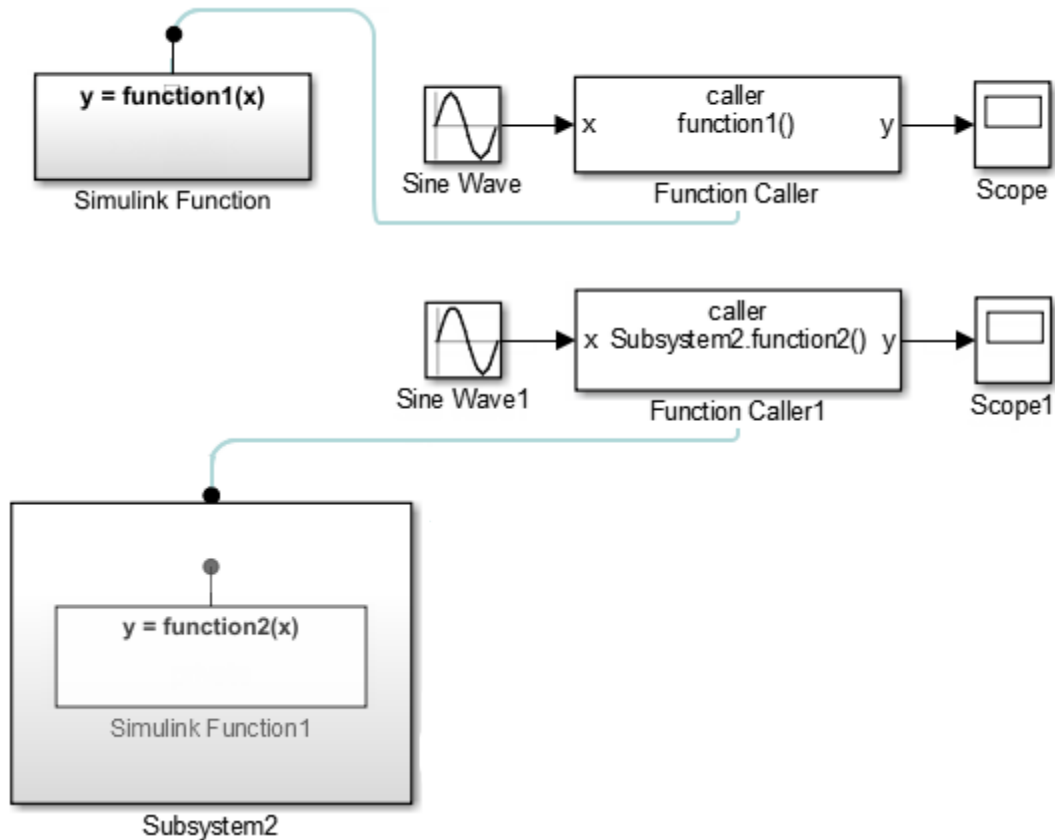 y = function1(x)
Simulink Function
Sine Wave
x
caller
function1()
y
Function Caller
Scope
Sine Wave1
x
caller
Subsystem2.function2()
y
Function Caller1
Scope1
y = function2(x)
Simulink Function1
Subsystem2